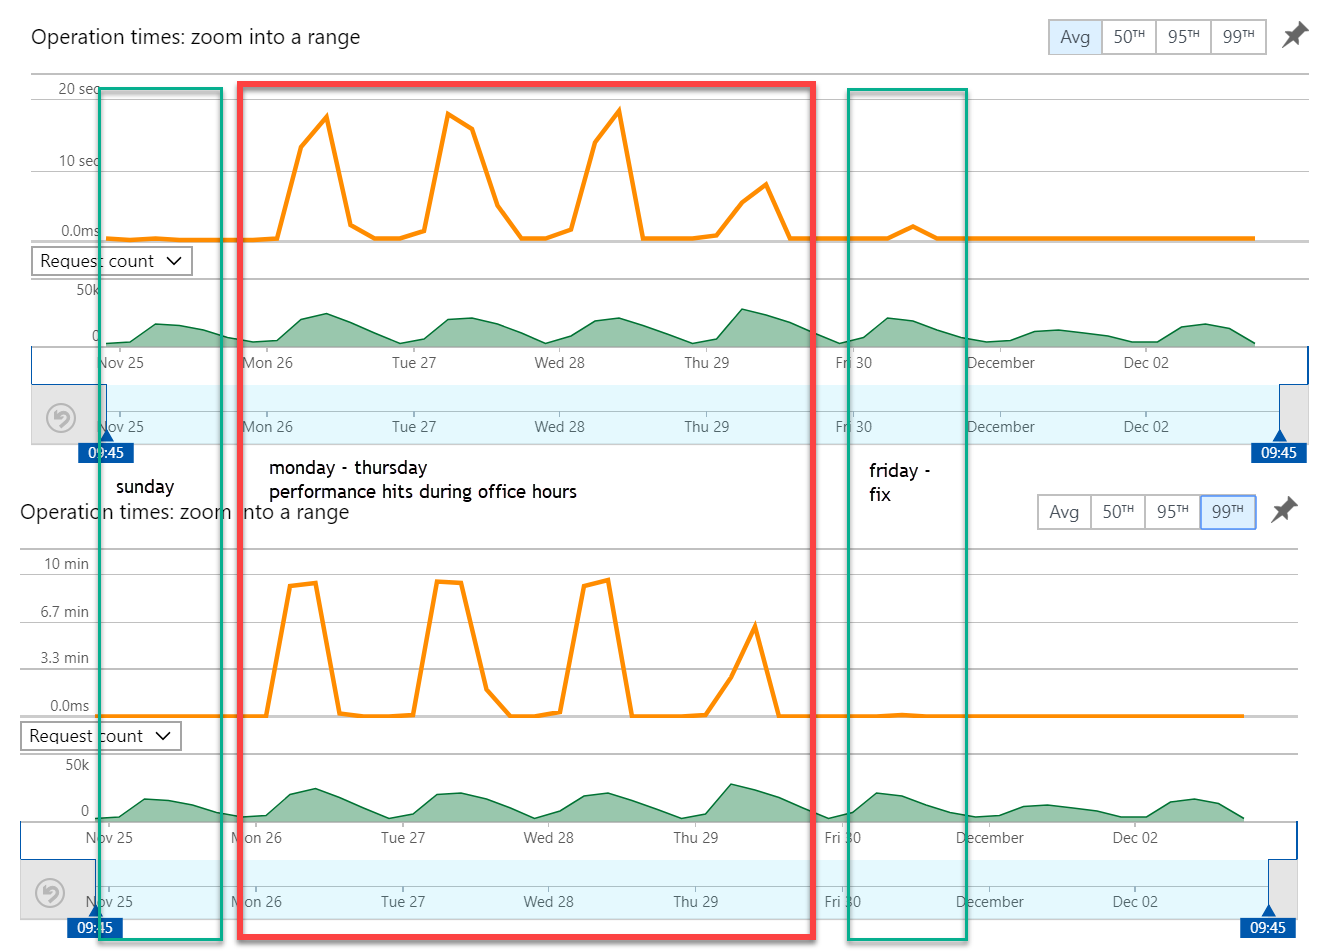 Operation times: zoom into a range
Avg 50TH 95TH 99TH
20 sec
10 sec
0.0ms
Request count
50k
0
Nov 25 Mon 26 Tue 27 Wed 28 Thu 29 Fri 30 December Dec 02
Nov 25 Mon 26 Tue 27 Wed 28 Thu 29 Fri 30 December Dec 02
09:45 09:45
sunday
monday - thursday
performance hits during office hours
friday -
fix
Operation times: zoom into a range
Avg 50TH 95TH 99TH
10 min
6.7 min
3.3 min
0.0ms
Request count
50k
0
Nov 25 Mon 26 Tue 27 Wed 28 Thu 29 Fri 30 December Dec 02
Nov 25 Mon 26 Tue 27 Wed 28 Thu 29 Fri 30 December Dec 02
09:45 09:45